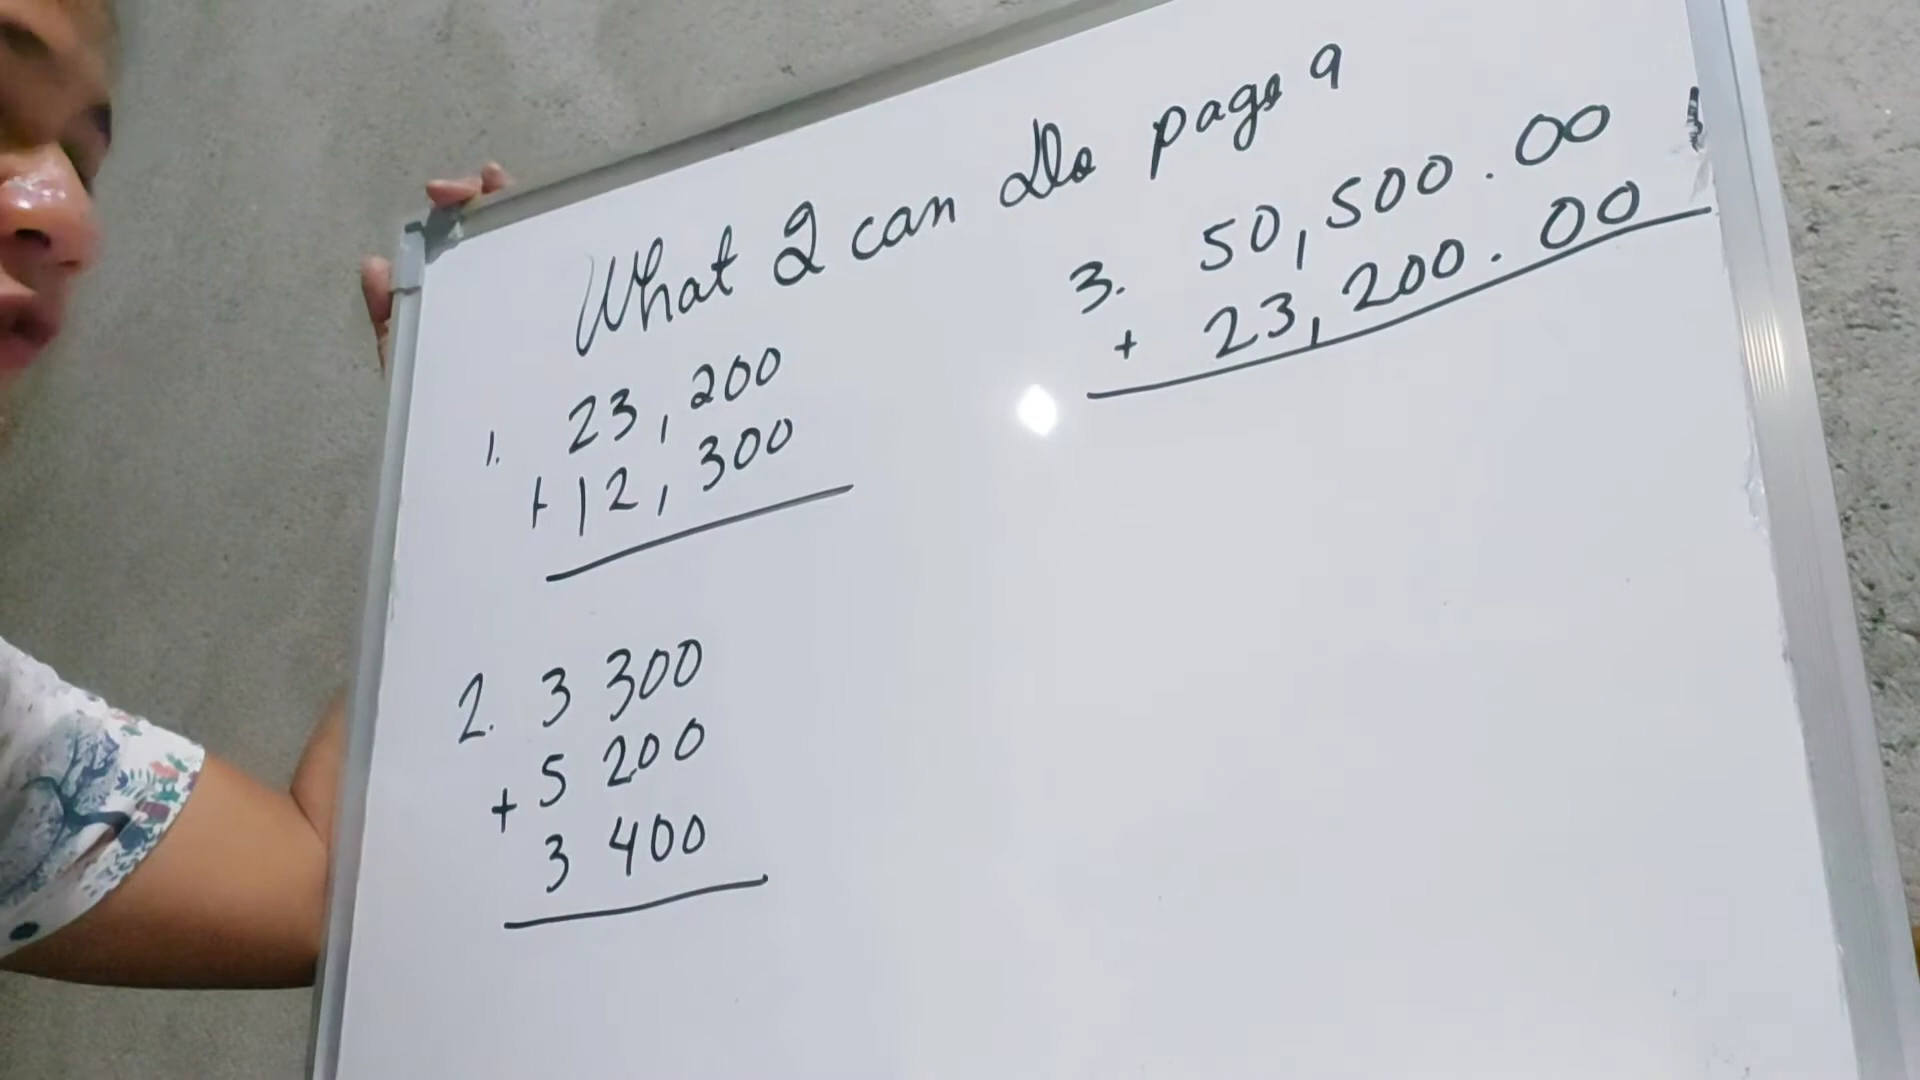 What I can Do page 9
1. 23,200
+ 12,300
2. 3 300
+ 5 200
3 400
3. 50,500.00
+ 23,200.00